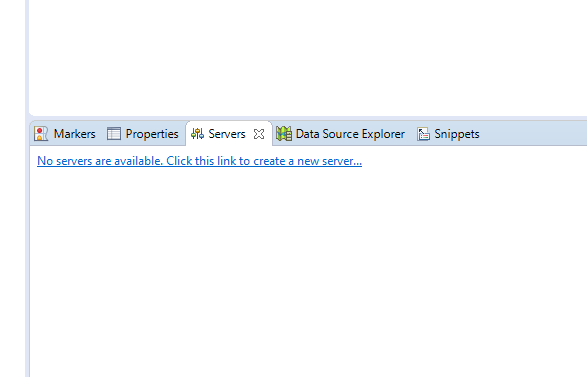 Markers Properties Servers Data Source Explorer Snippets
No servers are available. Click this link to create a new server...